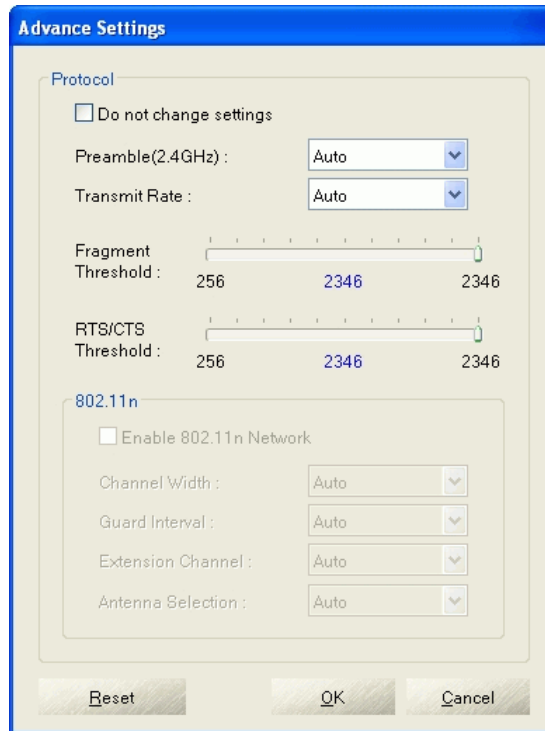 Advance Settings
Protocol
Do not change settings
Preamble(2.4GHz) : Auto
Transmit Rate : Auto
Fragment
Threshold :
256 2346 2346
RTS/CTS
Threshold :
256 2346 2346
802.11n
Enable 802.11n Network
Channel Width : Auto
Guard Interval : Auto
Extension Channel : Auto
Antenna Selection : Auto
Reset OK Cancel